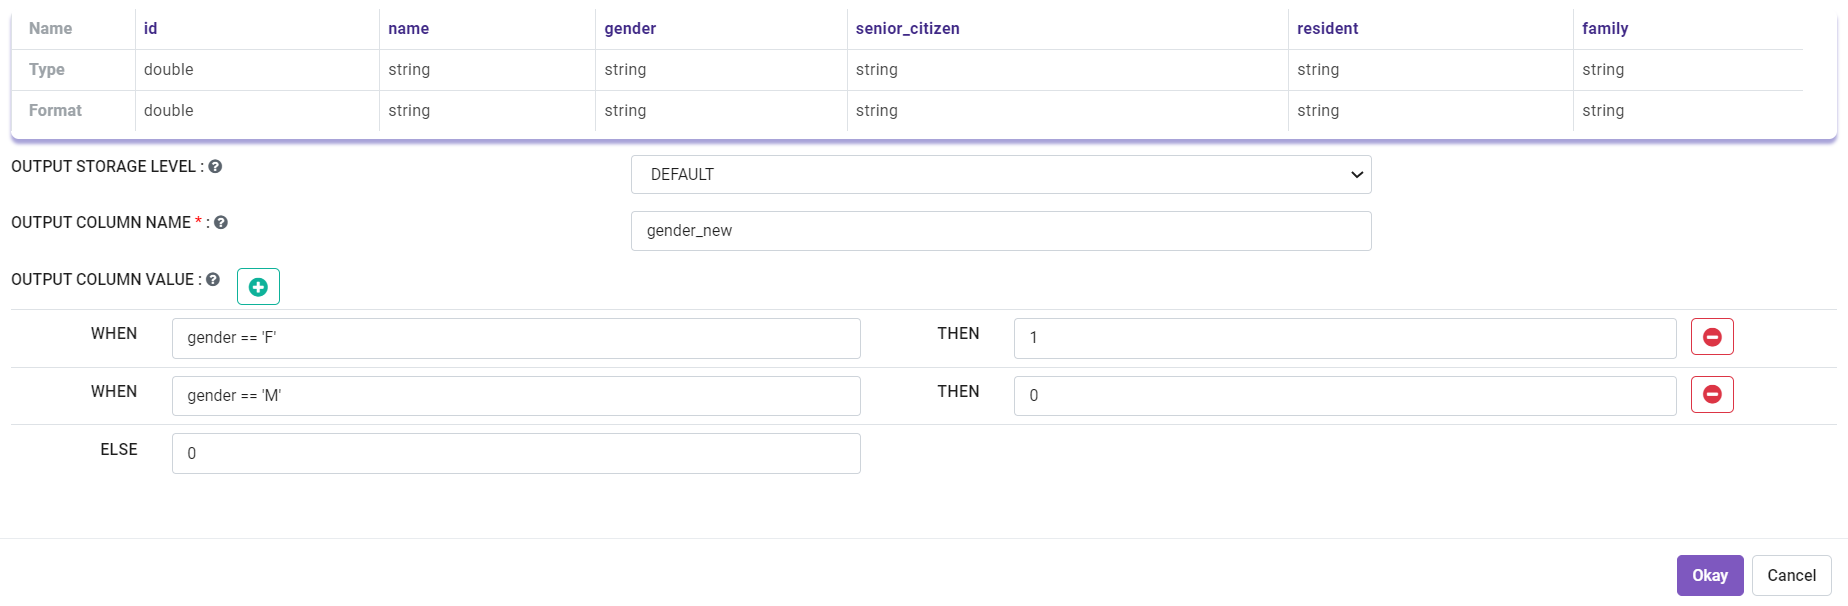 Name id name gender senior_citizen resident family
Type double string string string string string
Format double string string string string string
OUTPUT STORAGE LEVEL : ?
DEFAULT
OUTPUT COLUMN NAME * : ?
gender_new
OUTPUT COLUMN VALUE : ?
WHEN gender == 'F' THEN 1
WHEN gender == 'M' THEN 0
ELSE 0
Okay Cancel